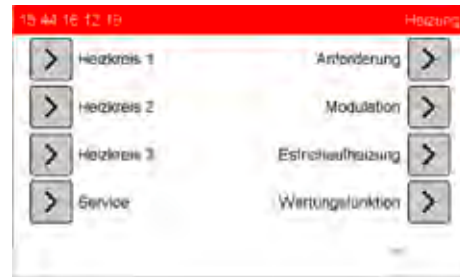 15 44 16 12 19 Heizung
Heizkreis 1 Anforderung
Heizkreis 2 Modulation
Heizkreis 3 Estrichaufheizung
Service Wartungsfunktion